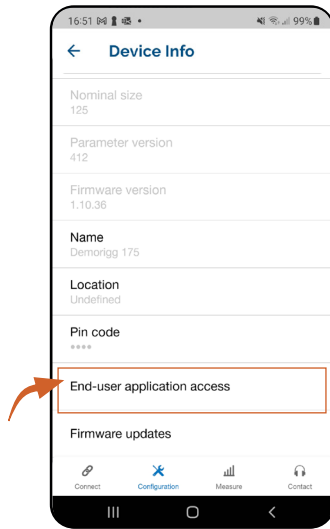 16:51 99%
Device Info
Nominal size
125
Parameter version
412
Firmware version
1.10.36
Name
Demorigg 175
Location
Undefined
Pin code
****
End-user application access
Firmware updates
Connect Configuration Measure Contact